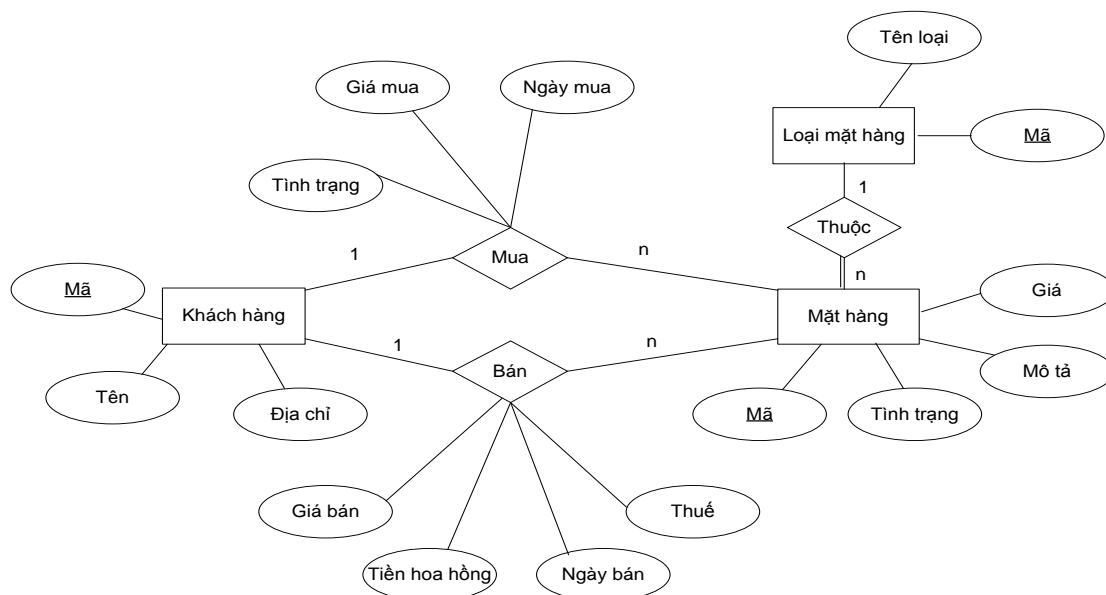 Tên loại
Giá mua
Ngày mua
Loại mặt hàng
Mã
Tình trạng
1
Thuộc
1
n
Mua
n
Mã
Giá
Khách hàng
Mặt hàng
1
n
Bán
Mô tả
Tên
Địa chỉ
Mã
Tình trạng
Giá bán
Thuế
Tiền hoa hồng
Ngày bán